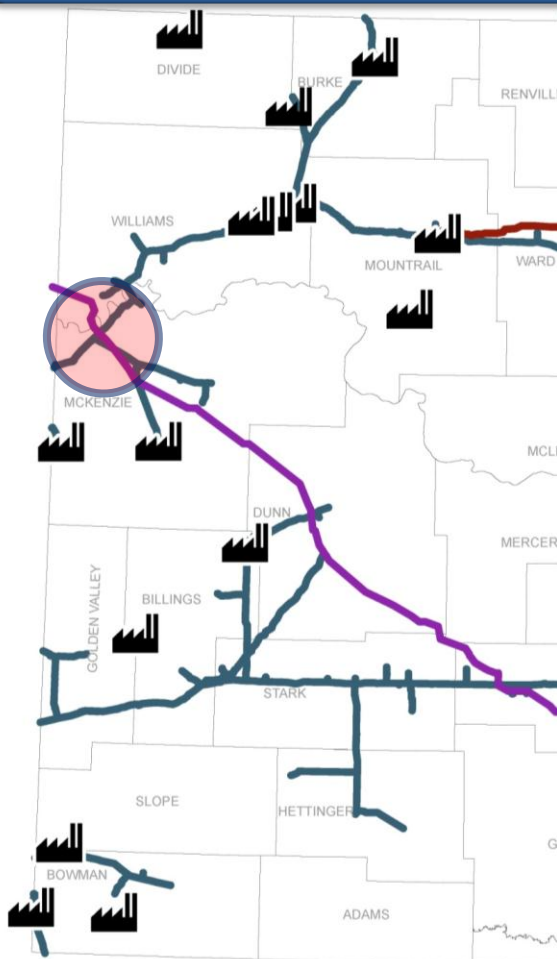 DIVIDE
BURKE
RENVILL
WILLIAMS
MOUNTRAIL
WARD
MCKENZIE
MCL
DUNN
MERCER
GOLDEN VALLEY
BILLINGS
STARK
SLOPE
HETTINGER
G
BOWMAN
ADAMS